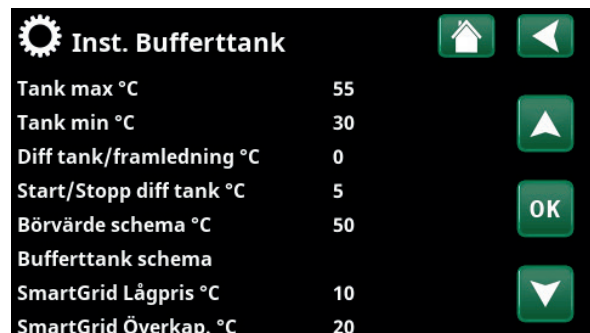 Inst. Bufferttank
Tank max °C 55
Tank min °C 30
Diff tank/framledning °C 0
Start/Stopp diff tank °C 5
OK
Börvärde schema °C 50
Bufferttank schema
SmartGrid Lågpris °C 10
SmartGrid Överkap. °C 20